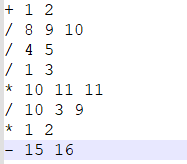 + 1 2
/ 8 9 10
/ 4 5
/ 1 3
* 10 11 11
/ 10 3 9
* 1 2
- 15 16